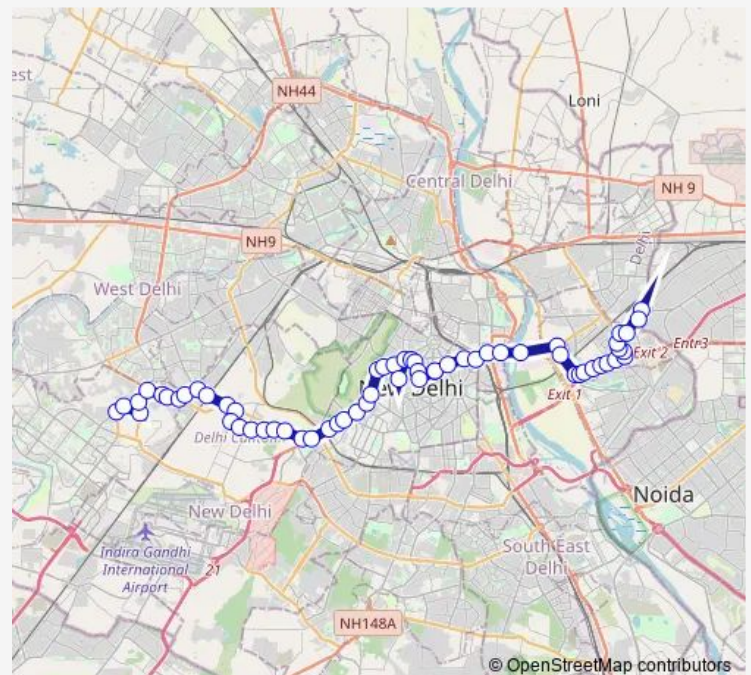 est
NH44
Loni
Central Delhi
NH 9
NH9
Delhi
West Delhi
Exit 2
Entr3
New Delhi
Exit 1
Delhi
New Delhi
Noida
Indira Gandhi
International
Airport
21
South East
Delhi
NH148A
© OpenStreetMap contributors